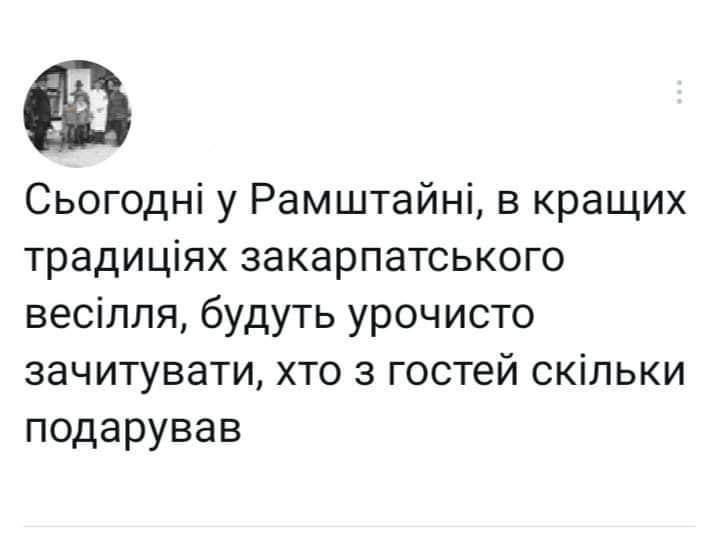 Сьогодні у Рамштайні, в кращих
традиціях закарпатського
весілля, будуть урочисто
зачитувати, хто з гостей скільки
подарував